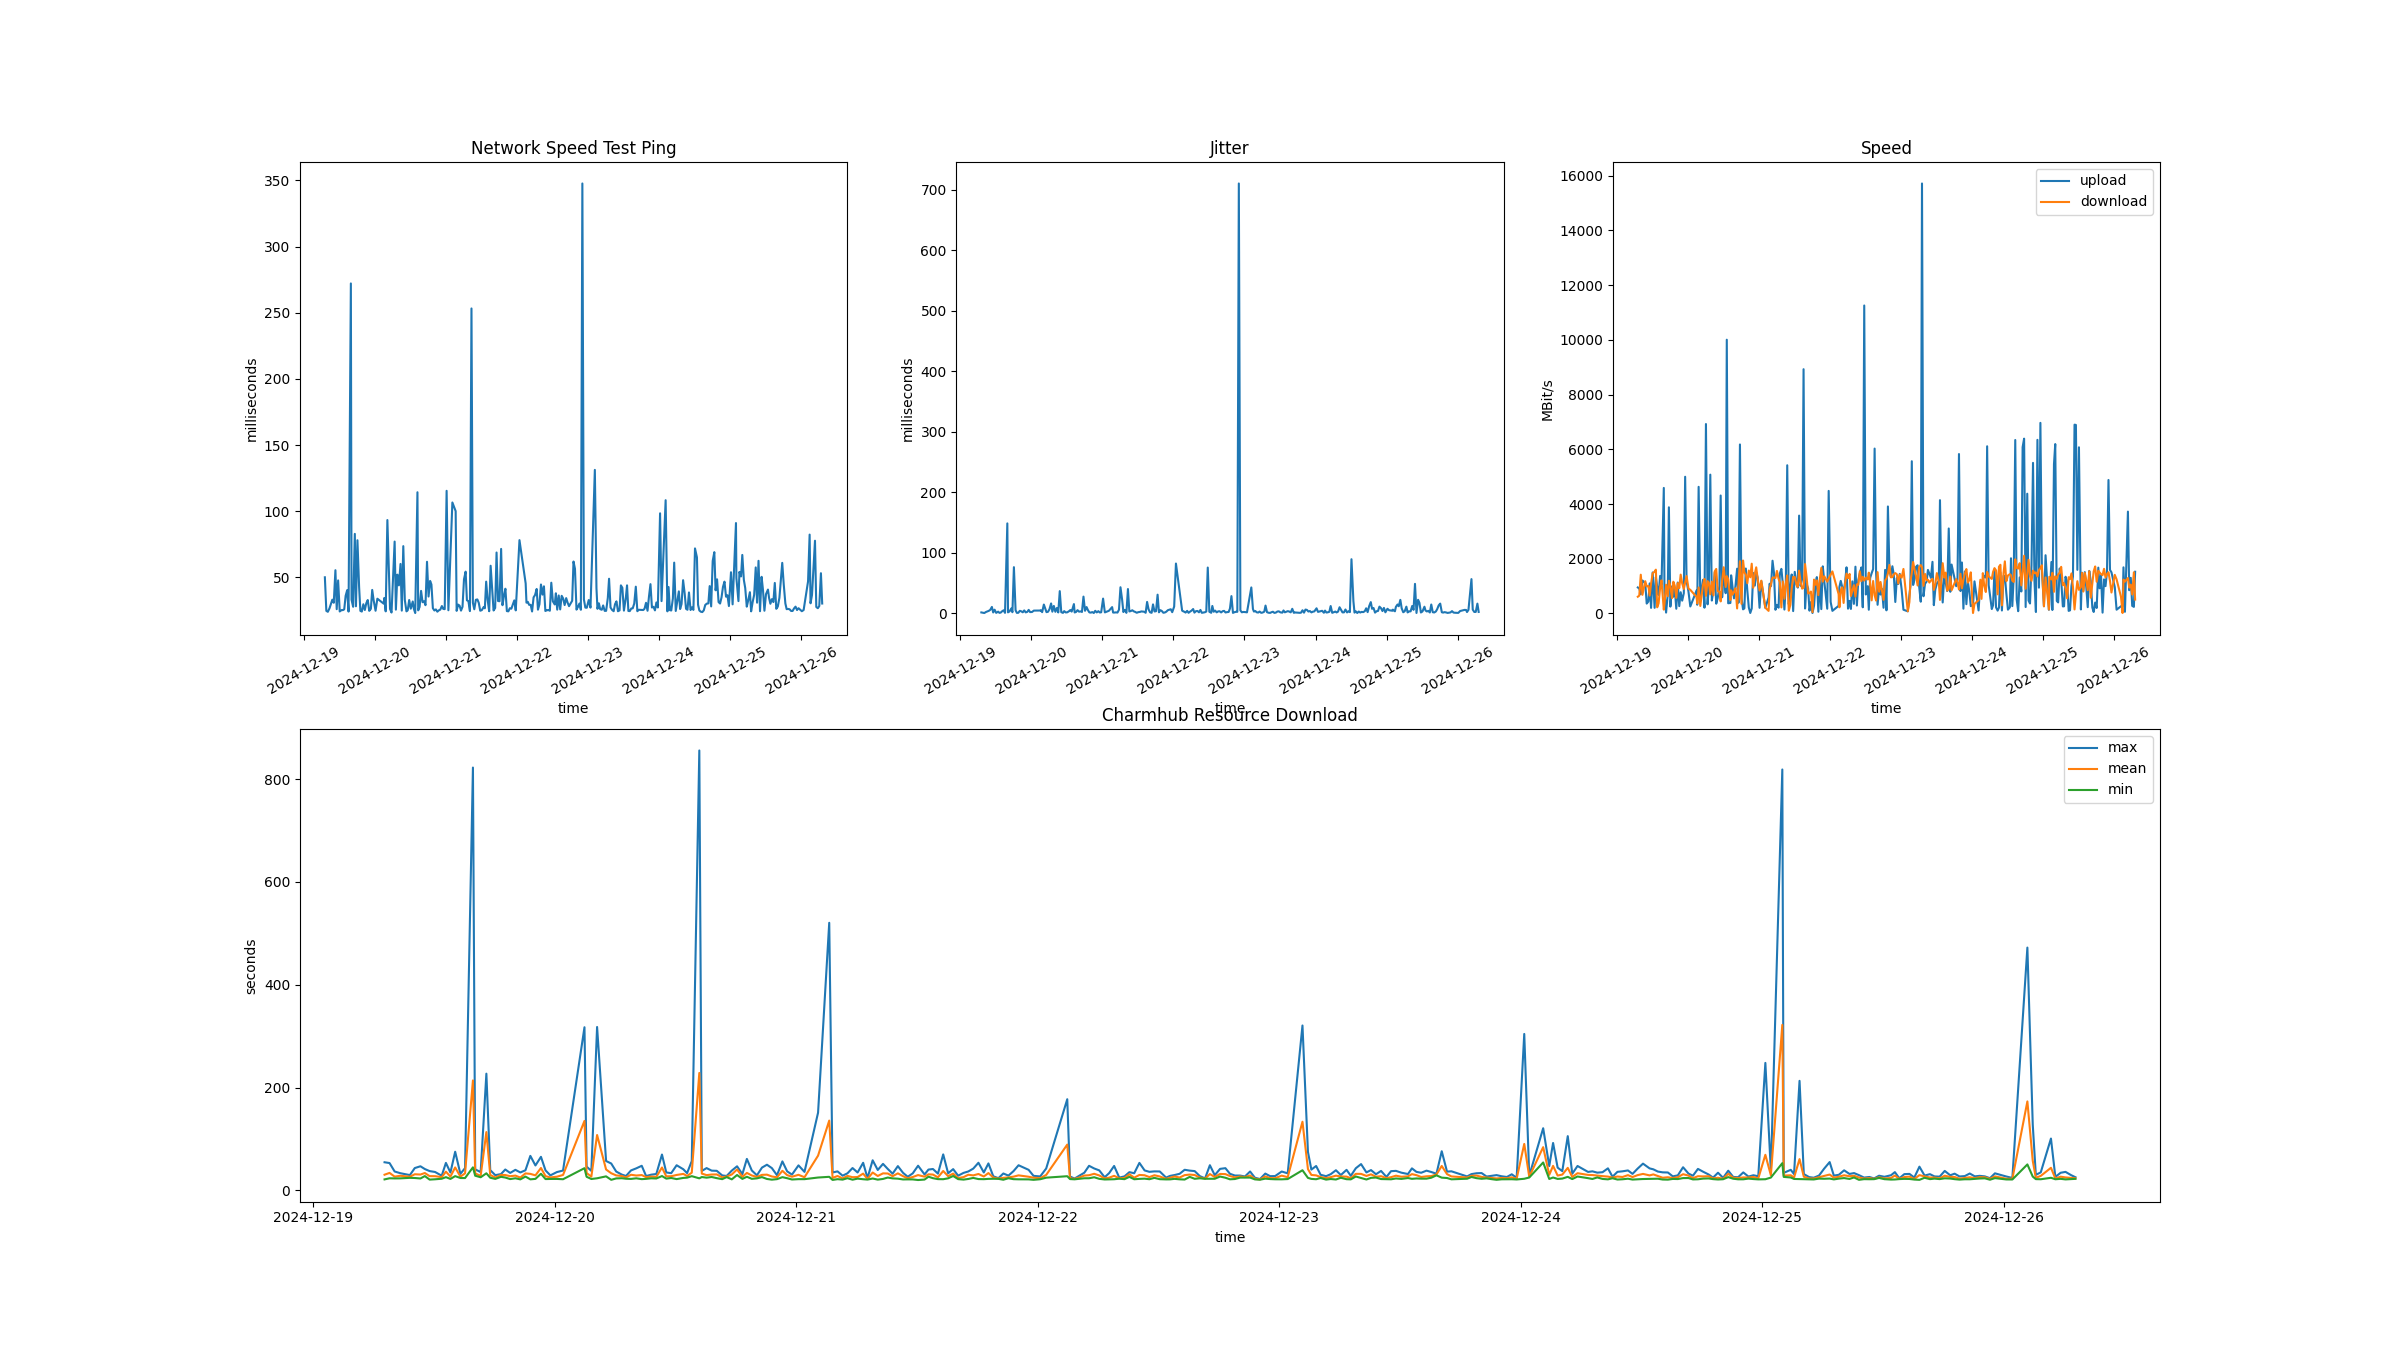 Network Speed Test Ping
350
300
250
200
150
100
50
milliseconds
2024-12-19 2024-12-20 2024-12-21 2024-12-22 2024-12-23 2024-12-24 2024-12-25 2024-12-26
time
Jitter
700
600
500
400
300
200
100
0
milliseconds
2024-12-19 2024-12-20 2024-12-21 2024-12-22 2024-12-23 2024-12-24 2024-12-25 2024-12-26
time
Speed
upload
download
16000
14000
12000
10000
8000
6000
4000
2000
0
MBit/s
2024-12-19 2024-12-20 2024-12-21 2024-12-22 2024-12-23 2024-12-24 2024-12-25 2024-12-26
time
Charmhub Resource Download
max
mean
min
800
600
400
200
0
seconds
2024-12-19 2024-12-20 2024-12-21 2024-12-22 2024-12-23 2024-12-24 2024-12-25 2024-12-26
time